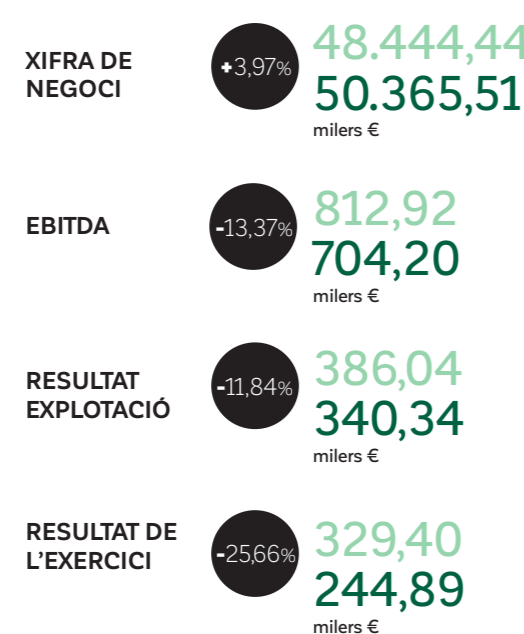 XIFRA DE
NEGOCI
+3,97%
48.444,44
50.365,51
milers €
EBITDA
-13,37%
812,92
704,20
milers €
RESULTAT
EXPLOTACIÓ
-11,84%
386,04
340,34
milers €
RESULTAT DE
L'EXERCICI
-25,66%
329,40
244,89
milers €